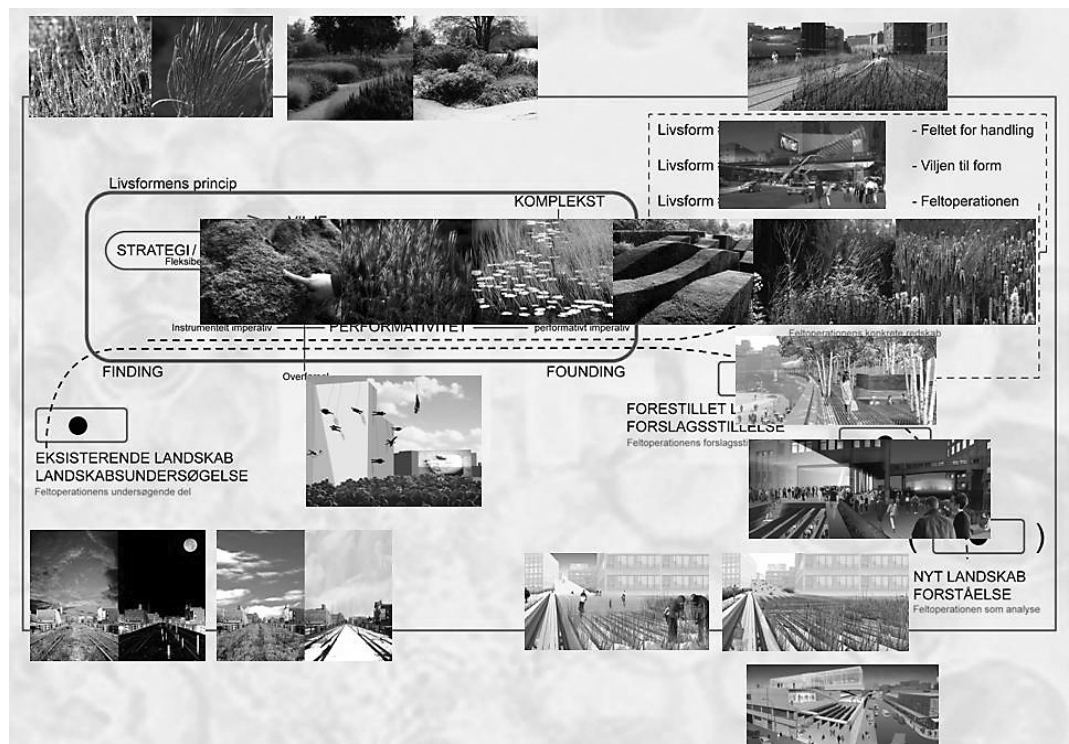 Livsform
- Feltet for handling
Livsform
- Viljen til form
Livsform
- Feltoperationen
Livsformens princip
KOMPLEKST
STRATEGI /
Instrumentelt imperativ
PERFORMATIVITET
performativt imperativ
Feltoperationens konkrete redskab
FINDING
FOUNDING
FORESTILLET
FORSLAGSSTILLELSE
EKSISTERENDE LANDSKAB
LANDSKABSUNDERSØGELSE
Feltoperationens undersøgende del
NYT LANDSKAB
FORSTÅELSE
Feltoperationen som analyse